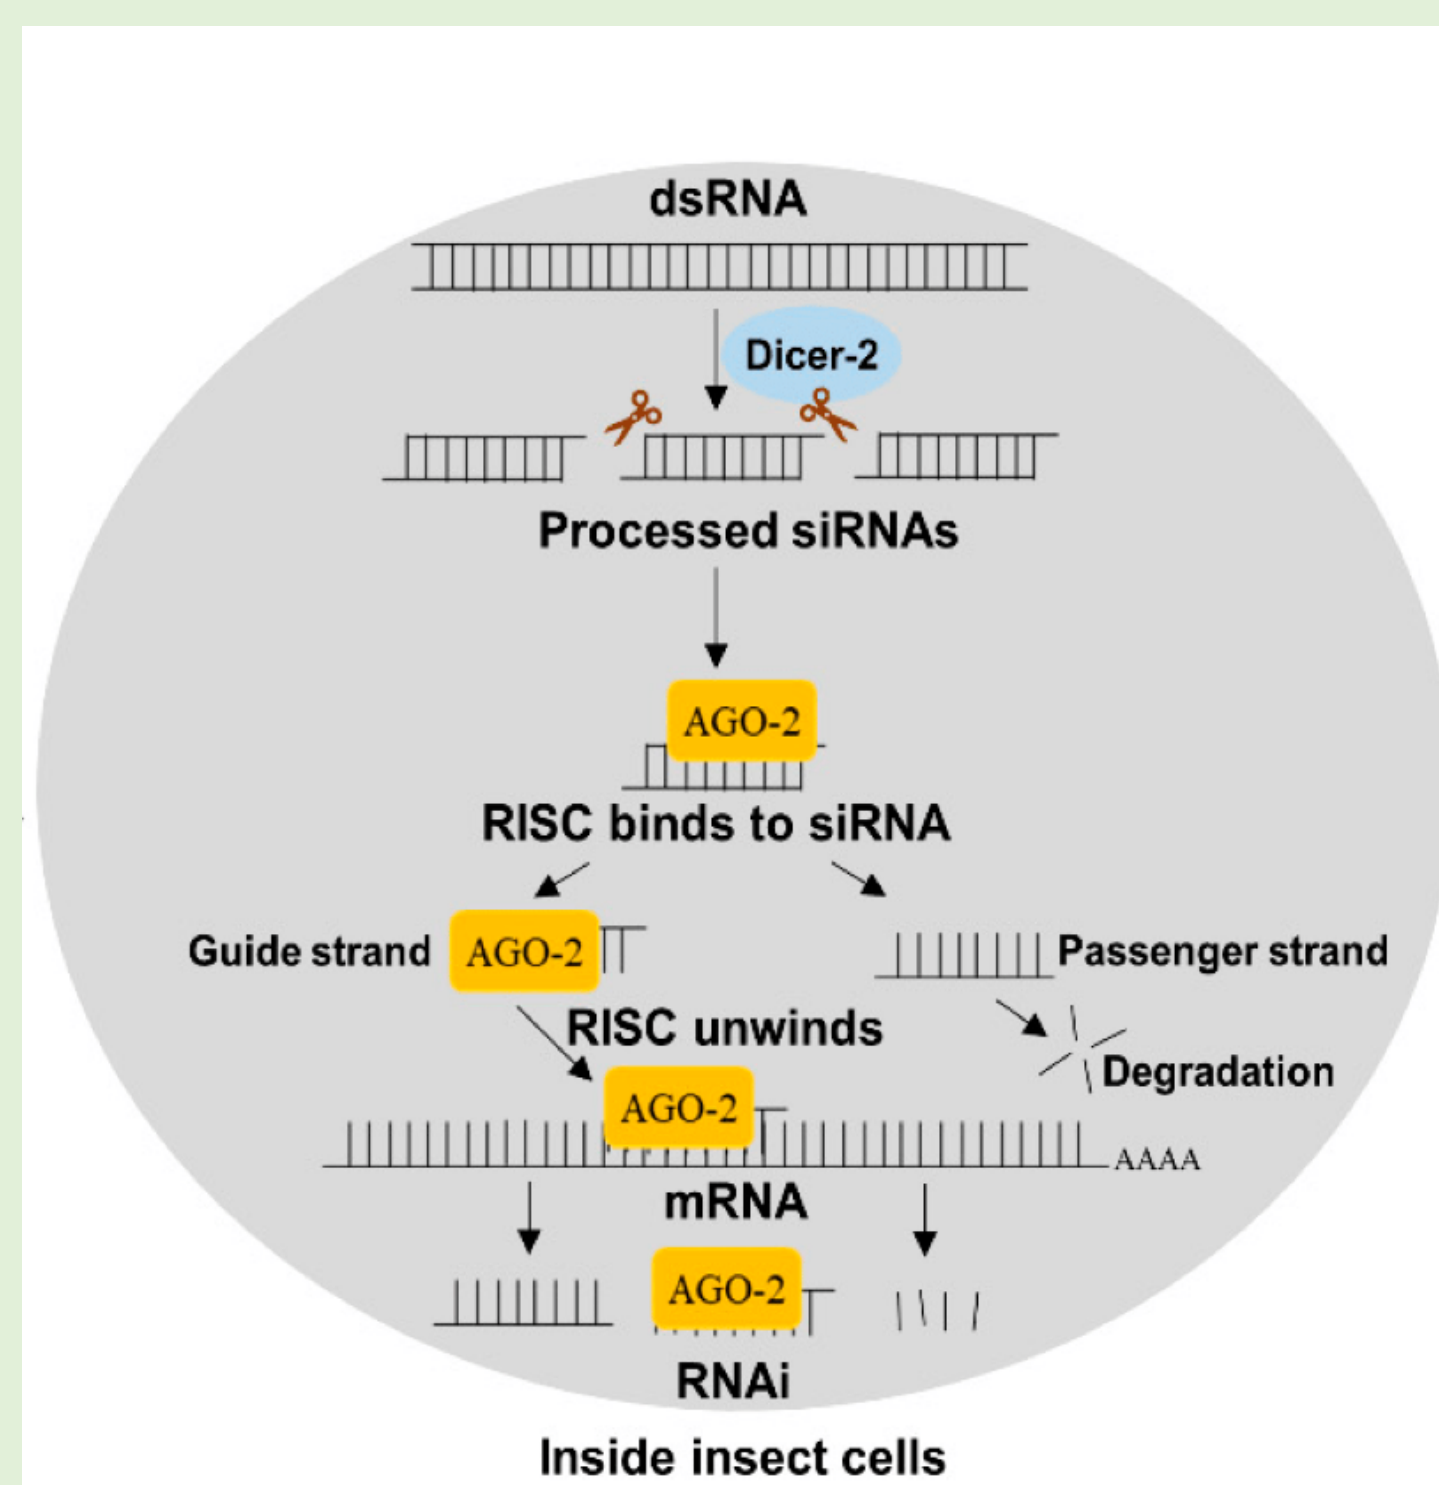 dsRNA
Dicer-2
Processed siRNAs
AGO-2
RISC binds to siRNA
Guide strand
AGO-2
Passenger strand
RISC unwinds
Degradation
AGO-2
AAAA
mRNA
AGO-2
RNAi
Inside insect cells